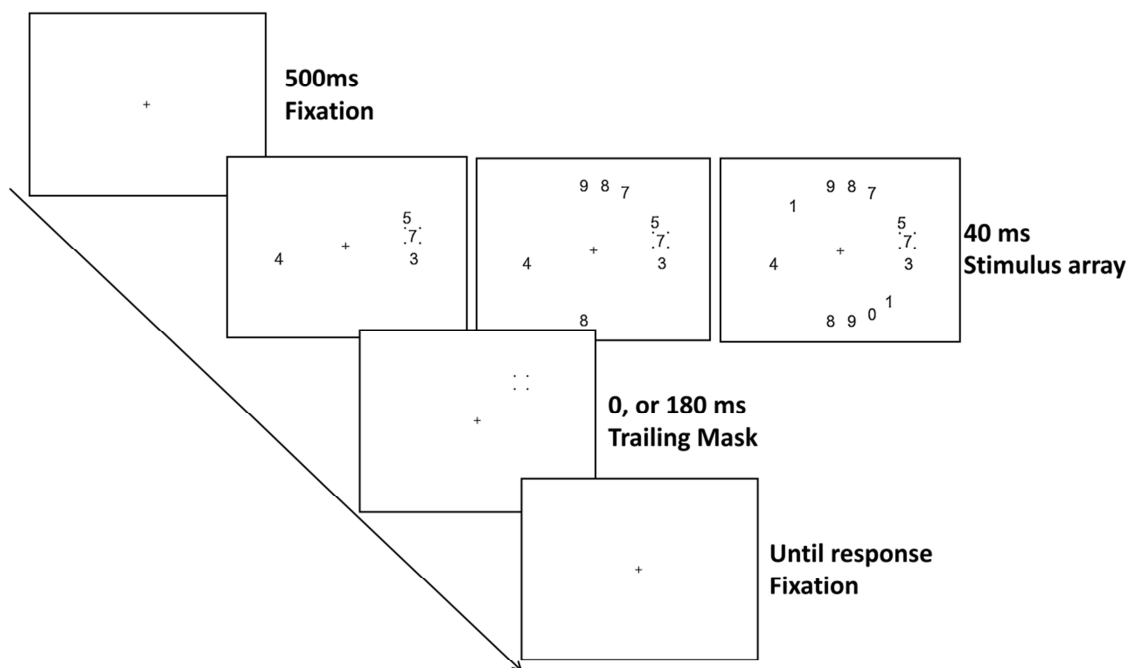 500ms
Fixation
5
7
4
3
9 8 7
5
7
4
3
8
9 8 7
1
5
7
4
3
1
0
8 9
40 ms
Stimulus array
0, or 180 ms
Trailing Mask
Until response
Fixation